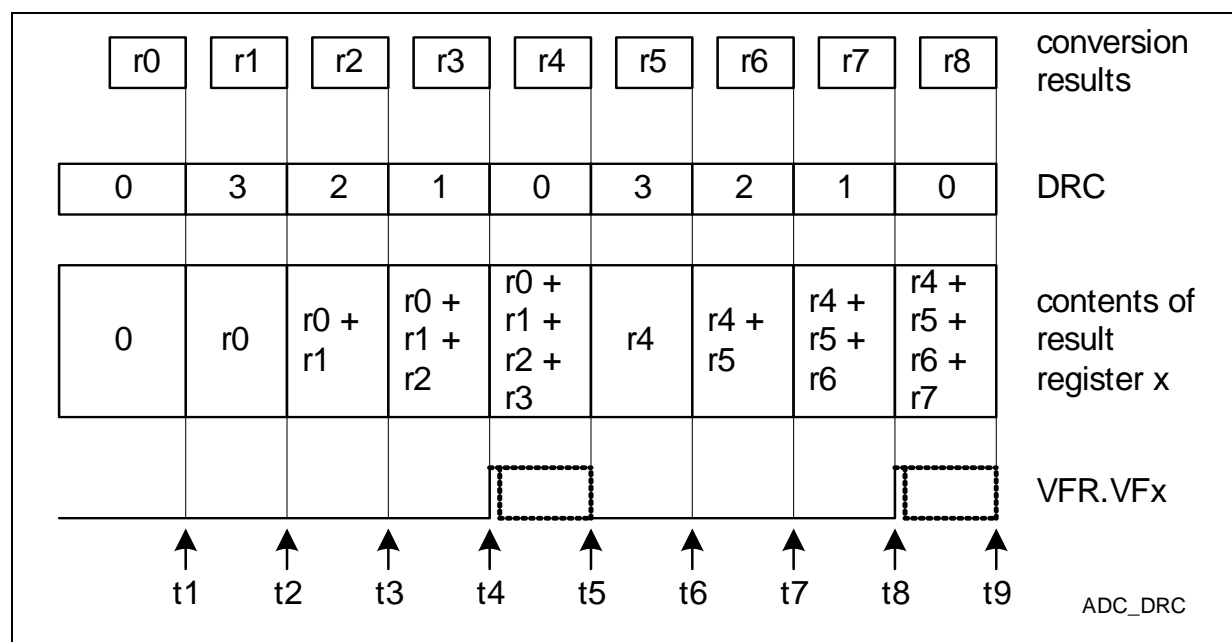 r0 r1 r2 r3 r4 r5 r6 r7 r8
conversion
results
0 3 2 1 0 3 2 1 0
DRC
0
r0
r0 +
r1
r0 +
r1 +
r2
r0 +
r1 +
r2 +
r3
r4
r4 +
r5
r4 +
r5 +
r6
r4 +
r5 +
r6 +
r7
contents of
result
register x
VFR.VFx
t1 t2 t3 t4 t5 t6 t7 t8 t9
ADC_DRC